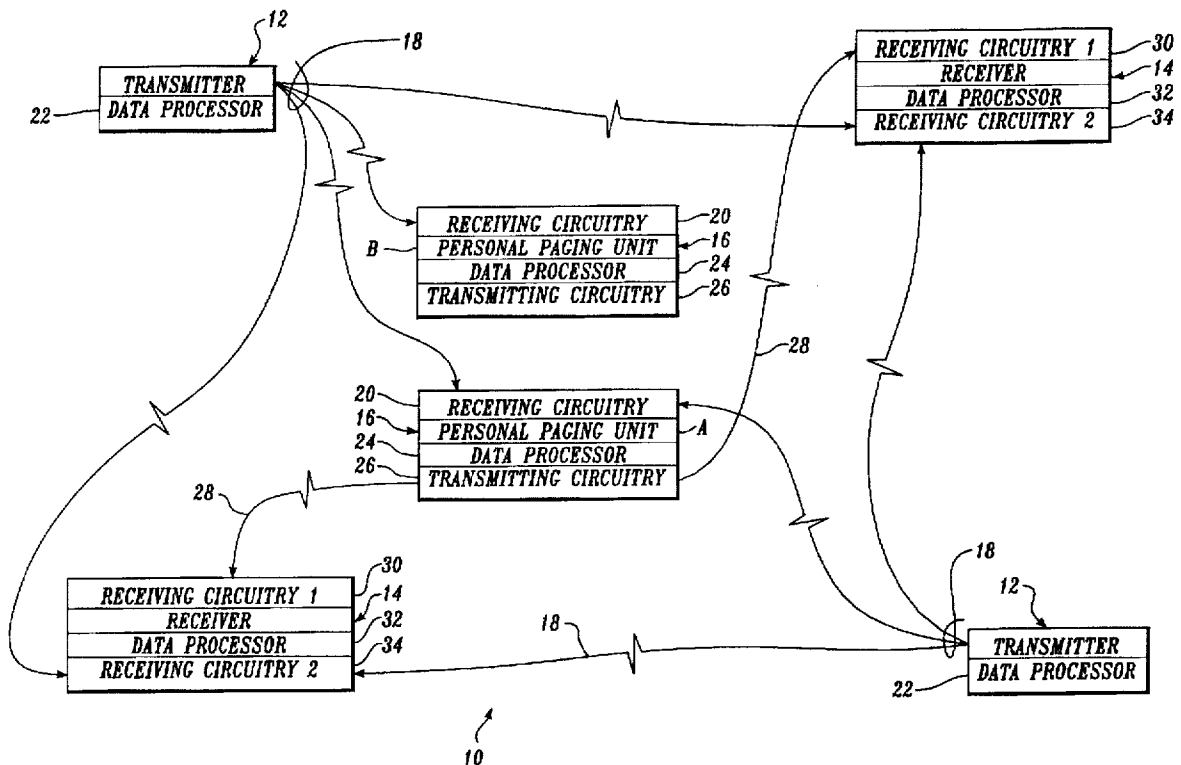 12
18
TRANSMITTER
22 DATA PROCESSOR
RECEIVING CIRCUITRY 1 30
RECEIVER 14
DATA PROCESSOR 32
RECEIVING CIRCUITRY 2 34
RECEIVING CIRCUITRY 20
B PERSONAL PAGING UNIT 16
DATA PROCESSOR 24
TRANSMITTING CIRCUITRY 26
28
20 RECEIVING CIRCUITRY
16 PERSONAL PAGING UNIT A
24 DATA PROCESSOR
26 TRANSMITTING CIRCUITRY
28
RECEIVING CIRCUITRY 1 30
RECEIVER 14
DATA PROCESSOR 32
RECEIVING CIRCUITRY 2 34
18
18
12
TRANSMITTER
22 DATA PROCESSOR
10